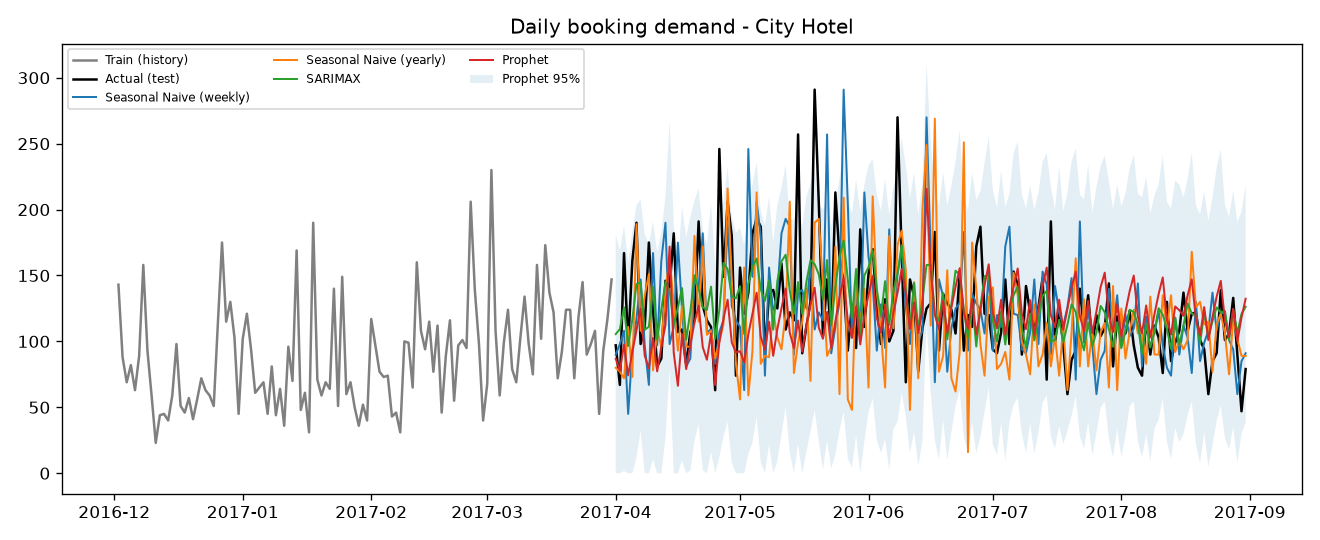 Daily booking demand - City Hotel
Train (history)
Actual (test)
Seasonal Naive (weekly)
Seasonal Naive (yearly)
SARIMAX
Prophet
Prophet 95%
300
250
200
150
100
50
0
2016-12 2017-01 2017-02 2017-03 2017-04 2017-05 2017-06 2017-07 2017-08 2017-09